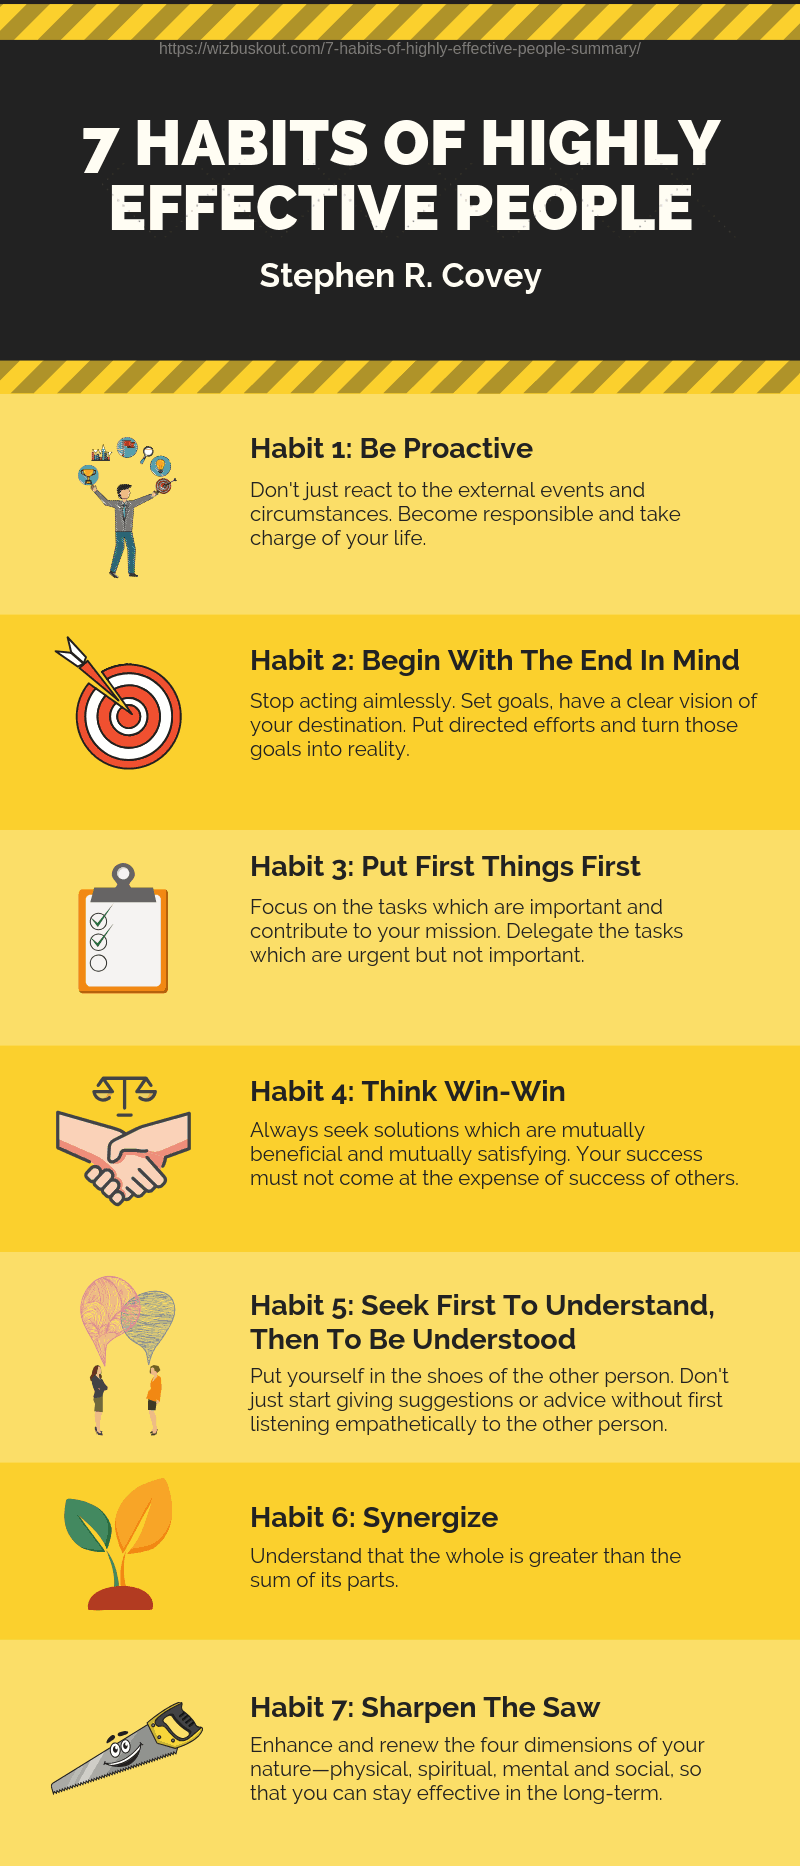 https://wizbuskout.com/7-habits-of-highly-effective-people-summary/
7 HABITS OF HIGHLY
EFFECTIVE PEOPLE
Stephen R. Covey
Habit 1: Be Proactive
Don't just react to the external events and
circumstances. Become responsible and take
charge of your life.
Habit 2: Begin With The End In Mind
Stop acting aimlessly. Set goals, have a clear vision of
your destination. Put directed efforts and turn those
goals into reality.
Habit 3: Put First Things First
Focus on the tasks which are important and
contribute to your mission. Delegate the tasks
which are urgent but not important.
Habit 4: Think Win-Win
Always seek solutions which are mutually
beneficial and mutually satisfying. Your success
must not come at the expense of success of others.
Habit 5: Seek First To Understand,
Then To Be Understood
Put yourself in the shoes of the other person. Don't
just start giving suggestions or advice without first
listening empathetically to the other person.
Habit 6: Synergize
Understand that the whole is greater than the
sum of its parts.
Habit 7: Sharpen The Saw
Enhance and renew the four dimensions of your
nature—physical, spiritual, mental and social, so
that you can stay effective in the long-term.